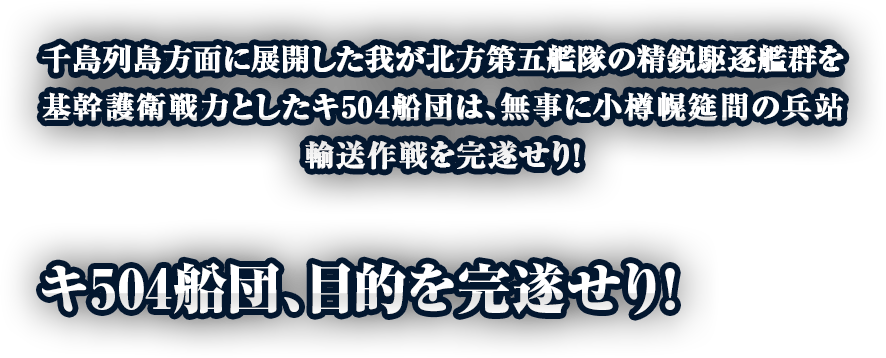 千島列島方面に展開した我が北方第五艦隊の精鋭駆逐艦群を
基幹護衛戦力としたキ504船団は、無事に小樽幌筵間の兵站
輸送作戦を完遂せり!
キ504船団、目的を完遂せり!